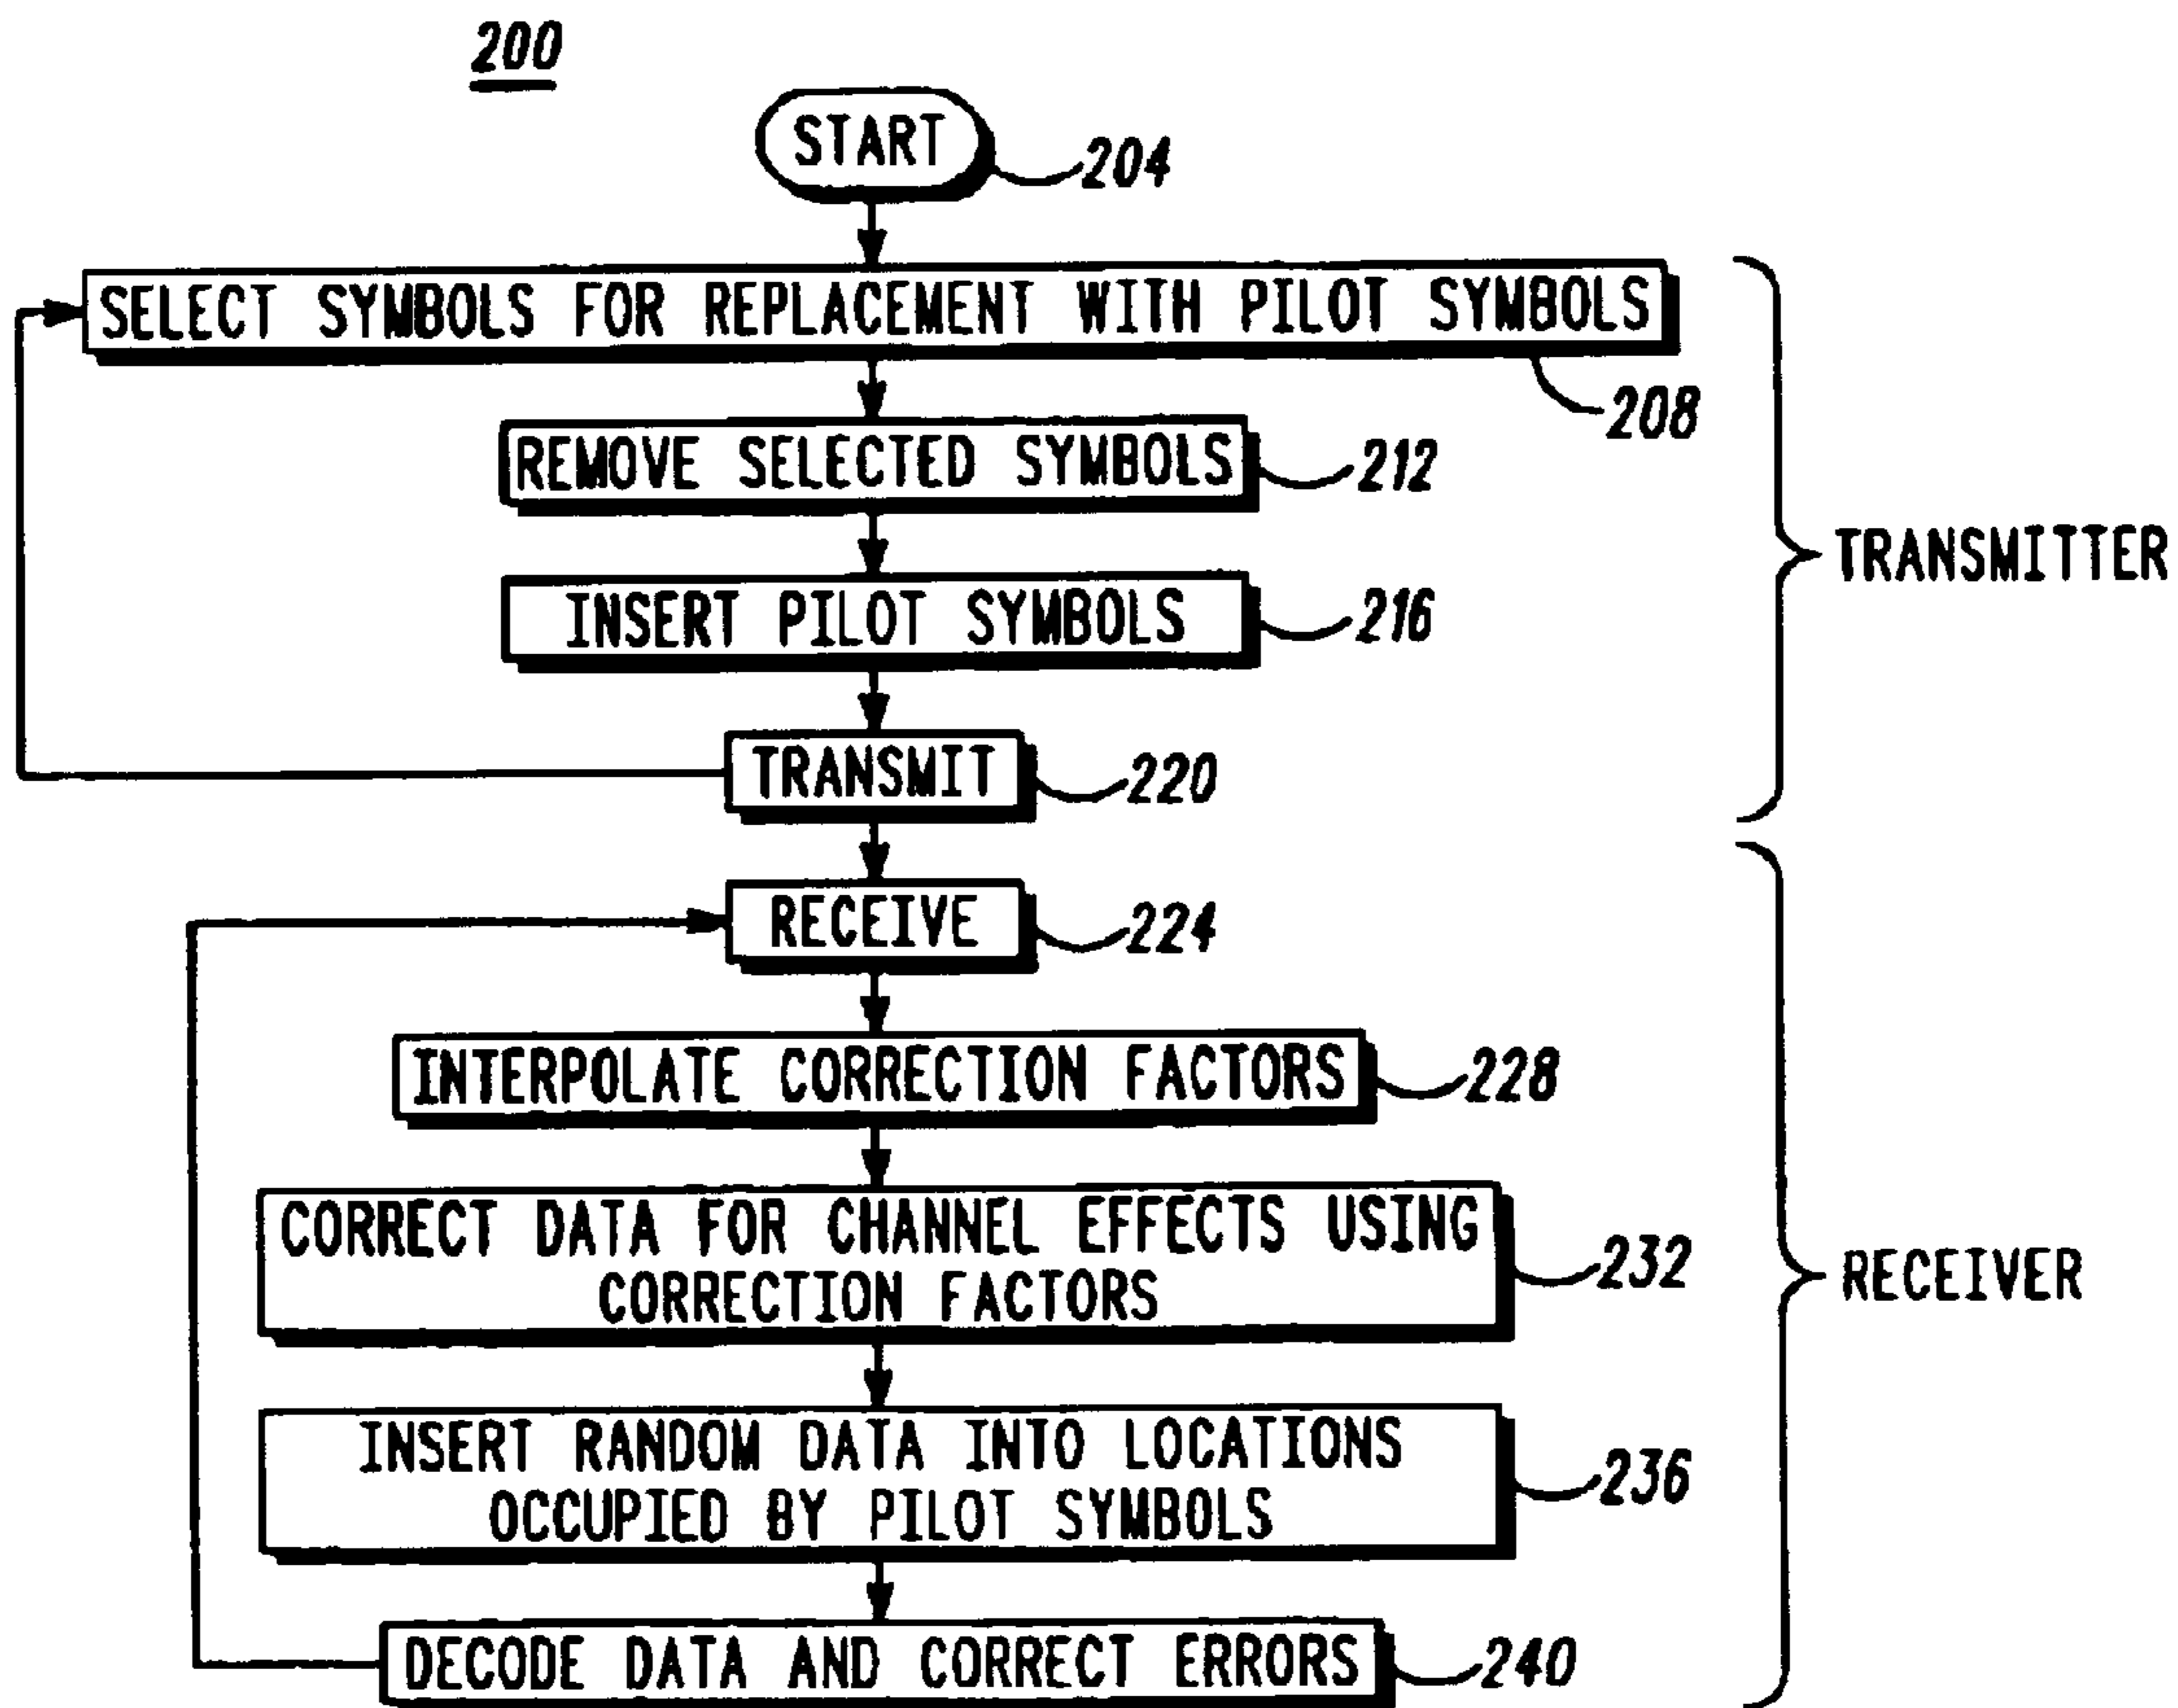 200
START
204
SELECT SYMBOLS FOR REPLACEMENT WITH PILOT SYMBOLS
208
REMOVE SELECTED SYMBOLS
212
INSERT PILOT SYMBOLS
216
TRANSMITTER
TRANSMIT
220
RECEIVE
224
INTERPOLATE CORRECTION FACTORS
228
CORRECT DATA FOR CHANNEL EFFECTS USING
CORRECTION FACTORS
232
RECEIVER
INSERT RANDOM DATA INTO LOCATIONS
OCCUPIED BY PILOT SYMBOLS
236
DECODE DATA AND CORRECT ERRORS
240